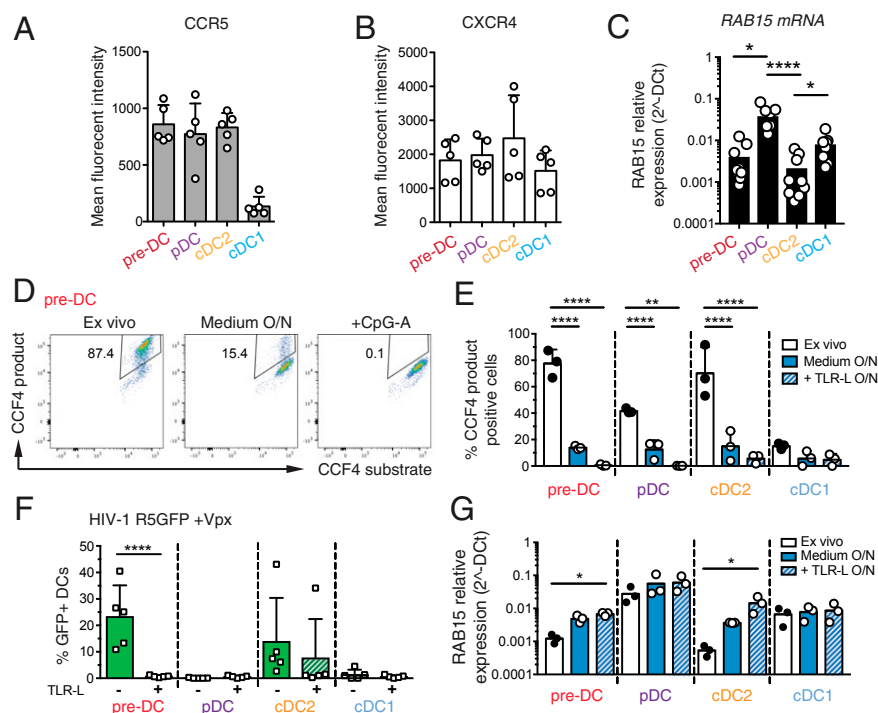 A
CCR5
Mean fluorescent intensity
1000
750
500
250
0
pre-DC
pDC
cDC2
cDC1
B
CXCR4
Mean fluorecent intensity
5000
4000
3000
2000
1000
0
pre-DC
pDC
cDC2
cDC1
C
RAB15 mRNA
RAB15 relative
expression (2^-DCt)
*
****
*
1
0.1
0.01
0.001
0.0001
pre-DC
pDC
cDC2
cDC1
D
pre-DC
Ex vivo
Medium O/N
+CpG-A
87.4
15.4
0.1
CCF4 product
CCF4 substrate
E
% CCF4 product
positive cells
100
80
60
40
20
0
****
****
**
****
****
****
Ex vivo
Medium O/N
+ TLR-L O/N
pre-DC
pDC
cDC2
cDC1
F
HIV-1 R5GFP +Vpx
% GFP+ DCs
50
40
30
20
10
0
****
TLR-L
- + - + - + - +
pre-DC
pDC
cDC2
cDC1
G
RAB15 relative
expression (2^-DCt)
1
0.1
0.01
0.001
0.0001
*
*
Ex vivo
Medium O/N
+ TLR-L O/N
pre-DC
pDC
cDC2
cDC1